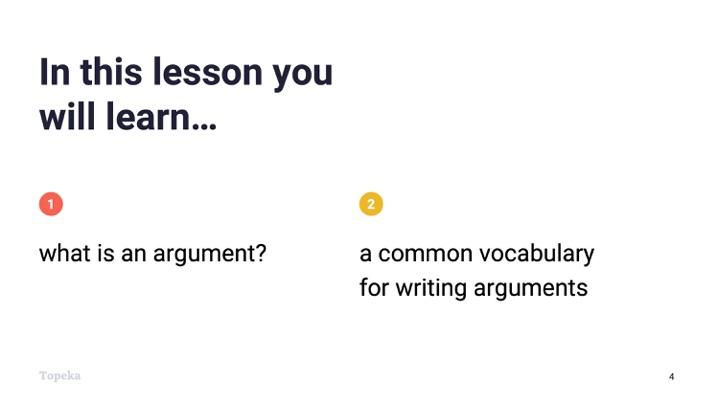 In this lesson you
will learn…
1
what is an argument?
2
a common vocabulary
for writing arguments
Topeka
4